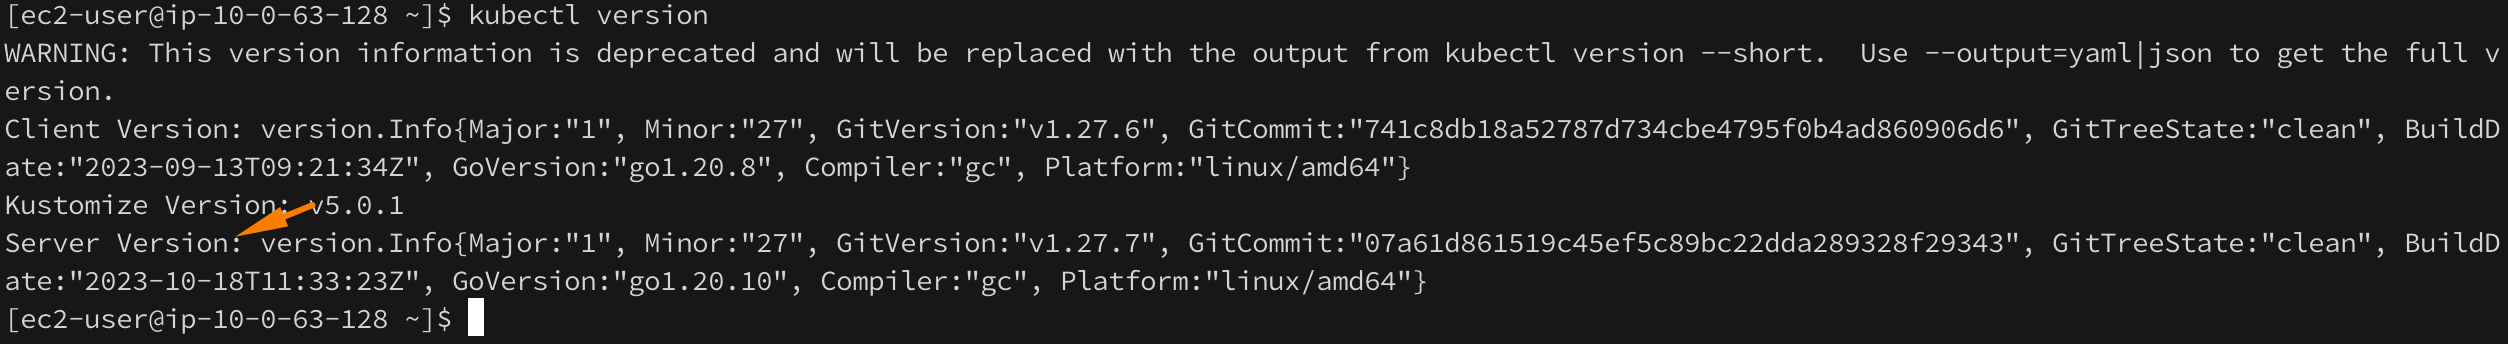 [ec2-user@ip-10-0-63-128 ~]$ kubectl version
WARNING: This version information is deprecated and will be replaced with the output from kubectl version --short.  Use --output=yaml|json to get the full v
ersion.
Client Version: version.Info{Major:"1", Minor:"27", GitVersion:"v1.27.6", GitCommit:"741c8db18a52787d734cbe4795f0b4ad860906d6", GitTreeState:"clean", BuildD
ate:"2023-09-13T09:21:34Z", GoVersion:"go1.20.8", Compiler:"gc", Platform:"linux/amd64"}
Kustomize Version: v5.0.1
Server Version: version.Info{Major:"1", Minor:"27", GitVersion:"v1.27.7", GitCommit:"07a61d861519c45ef5c89bc22dda289328f29343", GitTreeState:"clean", BuildD
ate:"2023-10-18T11:33:23Z", GoVersion:"go1.20.10", Compiler:"gc", Platform:"linux/amd64"}
[ec2-user@ip-10-0-63-128 ~]$